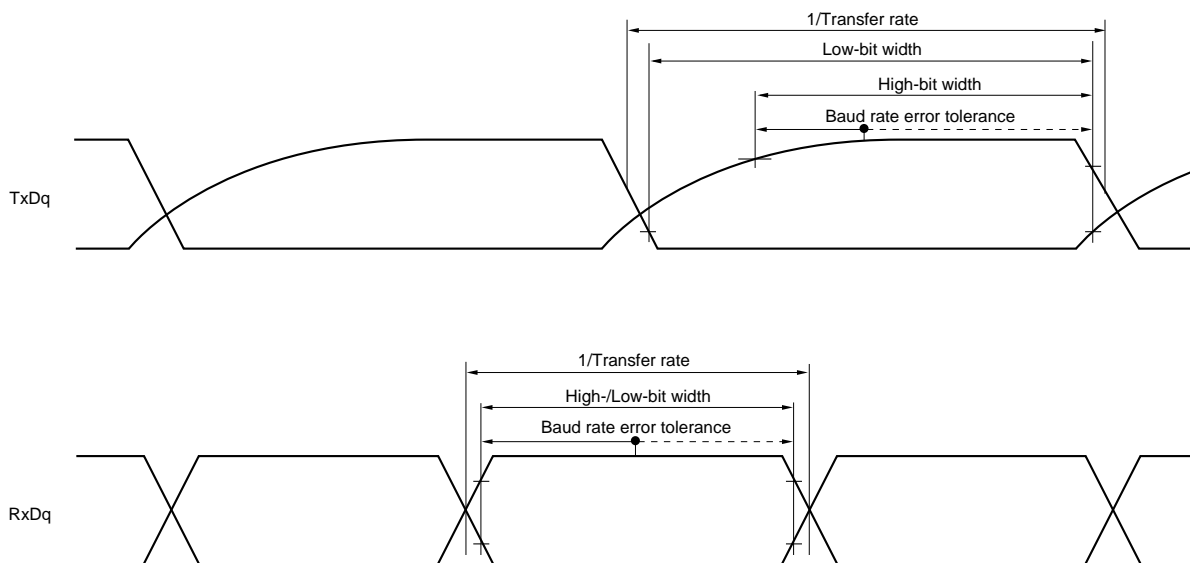 1/Transfer rate
Low-bit width
High-bit width
Baud rate error tolerance
TxDq
1/Transfer rate
High-/Low-bit width
Baud rate error tolerance
RxDq